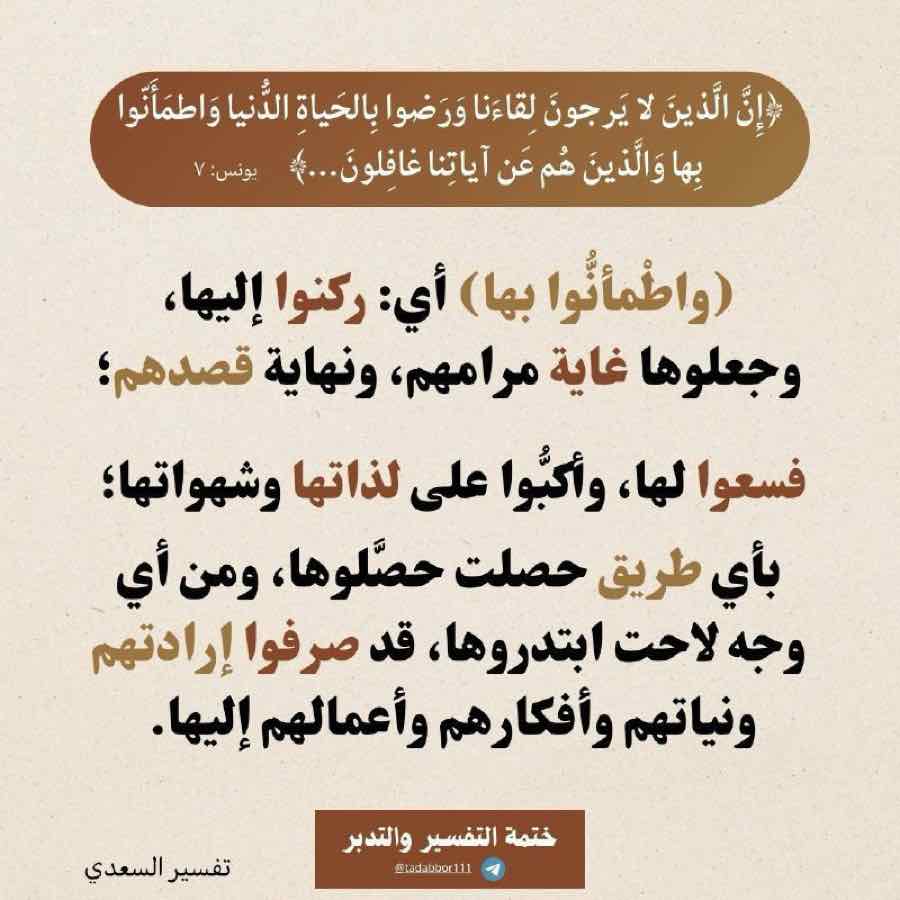 ﴿إِنَّ الَّذينَ لا يَرجونَ لِقاءَنا وَرَضوا بِالحَياةِ الدُّنيا وَاطمَأَنّوا
بِها وَالَّذينَ هُم عَن آياتِنا غافِلونَ...﴾ يونس: ٧
(واطْمأنُّوا بها) أي: ركنوا إليها،
وجعلوها غاية مرامهم، ونهاية قصدهم؛
فسعوا لها، وأكبُّوا على لذاتها وشهواتها؛
بأي طريق حصلت حصَّلوها، ومن أي
وجه لاحت ابتدروها، قد صرفوا إرادتهم
ونياتهم وأفكارهم وأعمالهم إليها.
ختمة التفسير والتدبر
@tadabbor111
تفسير السعدي